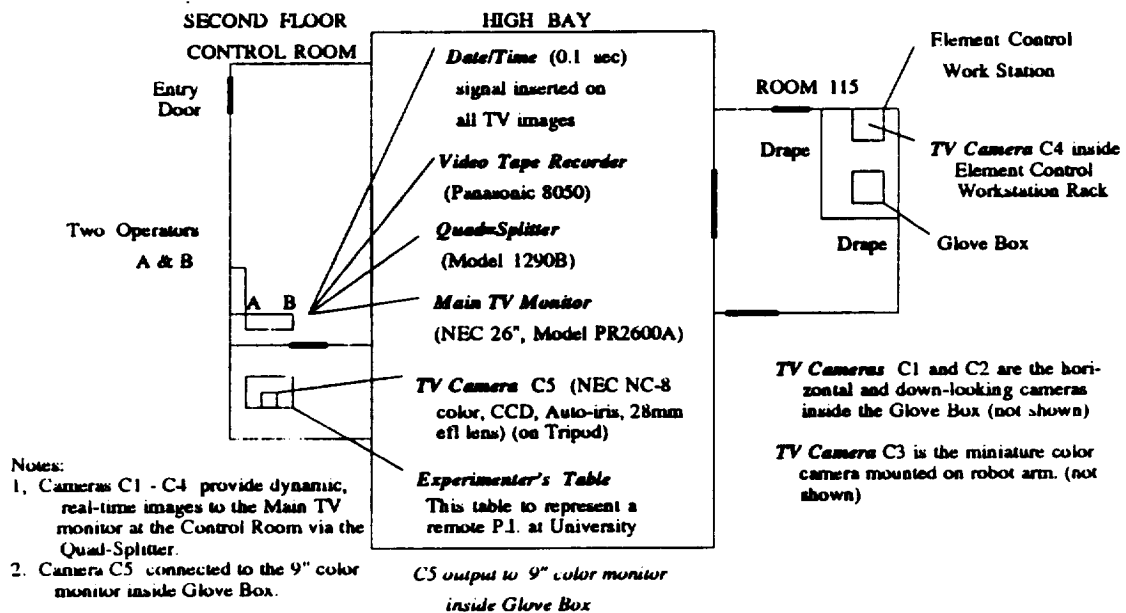 SECOND FLOOR
CONTROL ROOM
HIGH BAY
Entry
Door
Two Operators
A & B
A B
Date/Time (0.1 sec)
signal inserted on
all TV images
Video Tape Recorder
(Panasonic 8050)
Quad=Splitter
(Model 1290B)
Main TV Monitor
(NEC 26", Model PR2600A)
TV Camera C5 (NEC NC-8
color, CCD, Auto-iris, 28mm
efl lens) (on Tripod)
Experimenter's Table
This table to represent a
remote P.I. at University
C5 output to 9" color monitor
inside Glove Box
ROOM 115
Drape
Drape
Element Control
Work Station
TV Camera C4 inside
Element Control
Workstation Rack
Glove Box
TV Cameras C1 and C2 are the hori-
zontal and down-looking cameras
inside the Glove Box (not shown)
TV Camera C3 is the miniature color
camera mounted on robot arm. (not
shown)
Notes:
1, Cameras C1 - C4 provide dynamic,
real-time images to the Main TV
monitor at the Control Room via the
Quad-Splitter.
2. Camera C5 connected to the 9" color
monitor inside Glove Box.